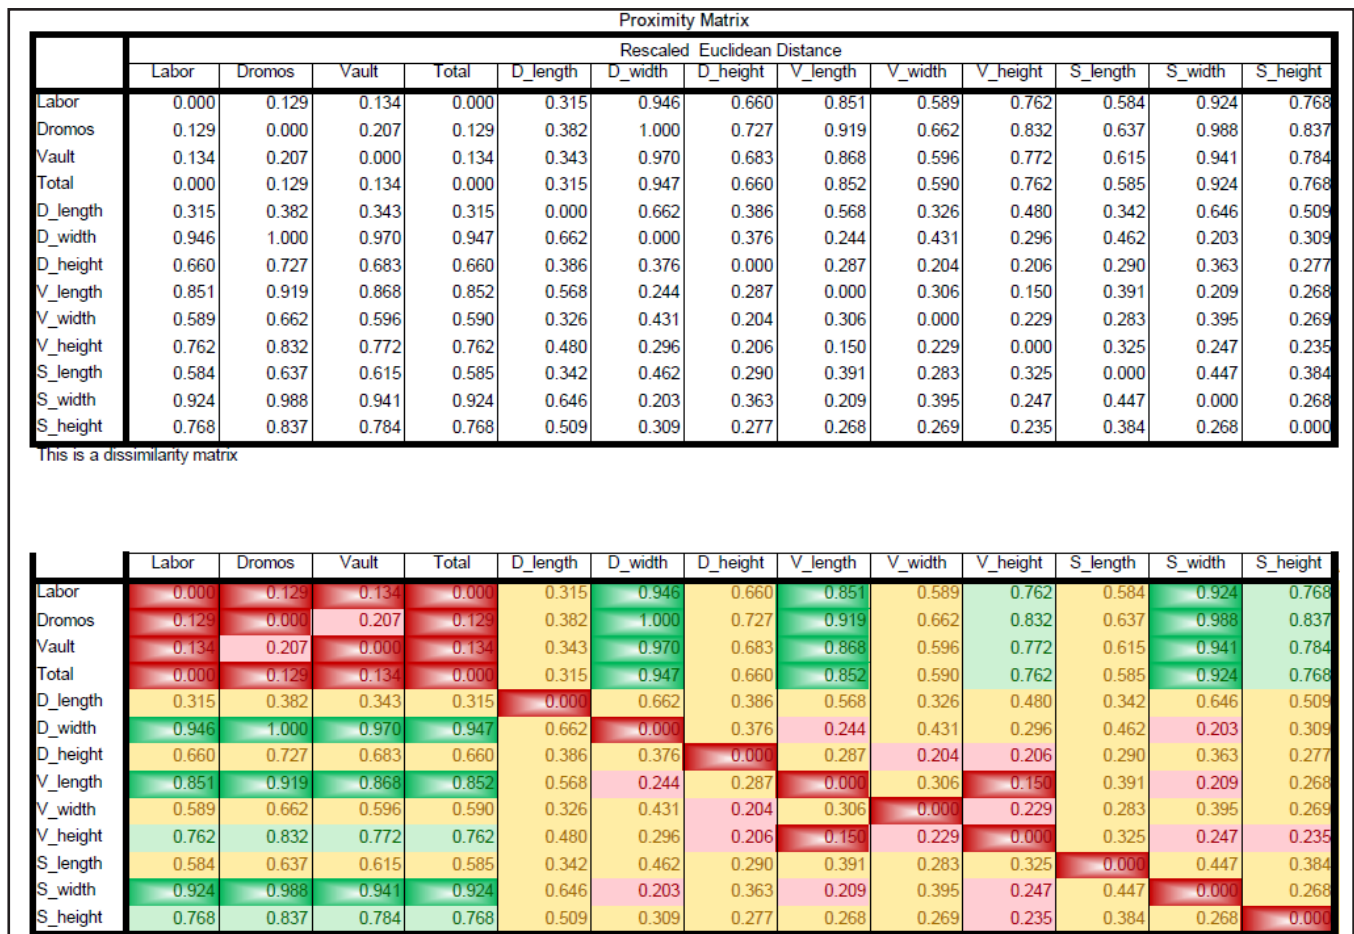 Proximity Matrix
Rescaled Euclidean Distance
Labor Dromos Vault Total D_length D_width D_height V_length V_width V_height S_length S_width S_height
Labor 0.000 0.129 0.134 0.000 0.315 0.946 0.660 0.851 0.589 0.762 0.584 0.924 0.768
Dromos 0.129 0.000 0.207 0.129 0.382 1.000 0.727 0.919 0.662 0.832 0.637 0.988 0.837
Vault 0.134 0.207 0.000 0.134 0.343 0.970 0.683 0.868 0.596 0.772 0.615 0.941 0.784
Total 0.000 0.129 0.134 0.000 0.315 0.947 0.660 0.852 0.590 0.762 0.585 0.924 0.768
D_length 0.315 0.382 0.343 0.315 0.000 0.662 0.386 0.568 0.326 0.480 0.342 0.646 0.509
D_width 0.946 1.000 0.970 0.947 0.662 0.000 0.376 0.244 0.431 0.296 0.462 0.203 0.309
D_height 0.660 0.727 0.683 0.660 0.386 0.376 0.000 0.287 0.204 0.206 0.290 0.363 0.277
V_length 0.851 0.919 0.868 0.852 0.568 0.244 0.287 0.000 0.306 0.150 0.391 0.209 0.268
V_width 0.589 0.662 0.596 0.590 0.326 0.431 0.204 0.306 0.000 0.229 0.283 0.395 0.269
V_height 0.762 0.832 0.772 0.762 0.480 0.296 0.206 0.150 0.229 0.000 0.325 0.247 0.235
S_length 0.584 0.637 0.615 0.585 0.342 0.462 0.290 0.391 0.283 0.325 0.000 0.447 0.384
S_width 0.924 0.988 0.941 0.924 0.646 0.203 0.363 0.209 0.395 0.247 0.447 0.000 0.268
S_height 0.768 0.837 0.784 0.768 0.509 0.309 0.277 0.268 0.269 0.235 0.384 0.268 0.000
This is a dissimilarity matrix
Labor Dromos Vault Total D_length D_width D_height V_length V_width V_height S_length S_width S_height
Labor 0.000 0.129 0.134 0.000 0.315 0.946 0.660 0.851 0.589 0.762 0.584 0.924 0.768
Dromos 0.129 0.000 0.207 0.129 0.382 1.000 0.727 0.919 0.662 0.832 0.637 0.988 0.837
Vault 0.134 0.207 0.000 0.134 0.343 0.970 0.683 0.868 0.596 0.772 0.615 0.941 0.784
Total 0.000 0.129 0.134 0.000 0.315 0.947 0.660 0.852 0.590 0.762 0.585 0.924 0.768
D_length 0.315 0.382 0.343 0.315 0.000 0.662 0.386 0.568 0.326 0.480 0.342 0.646 0.509
D_width 0.946 1.000 0.970 0.947 0.662 0.000 0.376 0.244 0.431 0.296 0.462 0.203 0.309
D_height 0.660 0.727 0.683 0.660 0.386 0.376 0.000 0.287 0.204 0.206 0.290 0.363 0.277
V_length 0.851 0.919 0.868 0.852 0.568 0.244 0.287 0.000 0.306 0.150 0.391 0.209 0.268
V_width 0.589 0.662 0.596 0.590 0.326 0.431 0.204 0.306 0.000 0.229 0.283 0.395 0.269
V_height 0.762 0.832 0.772 0.762 0.480 0.296 0.206 0.150 0.229 0.000 0.325 0.247 0.235
S_length 0.584 0.637 0.615 0.585 0.342 0.462 0.290 0.391 0.283 0.325 0.000 0.447 0.384
S_width 0.924 0.988 0.941 0.924 0.646 0.203 0.363 0.209 0.395 0.247 0.447 0.000 0.268
S_height 0.768 0.837 0.784 0.768 0.509 0.309 0.277 0.268 0.269 0.235 0.384 0.268 0.000